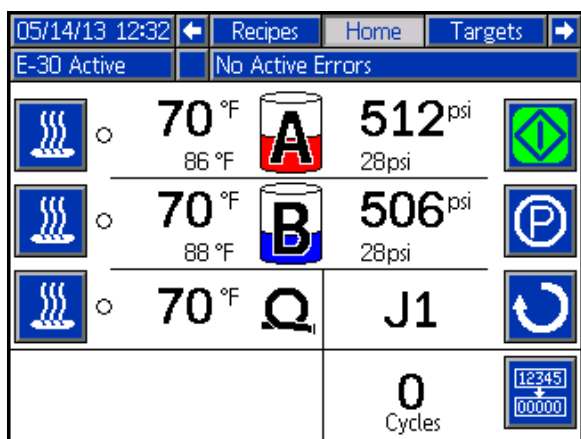 05/14/13 12:32 Recipes Home Targets
E-30 Active No Active Errors
70 °F A 512 psi
86 °F 28psi
70 °F B 506 psi
88 °F 28psi
P
70 °F J1
0
Cycles
12345
00000